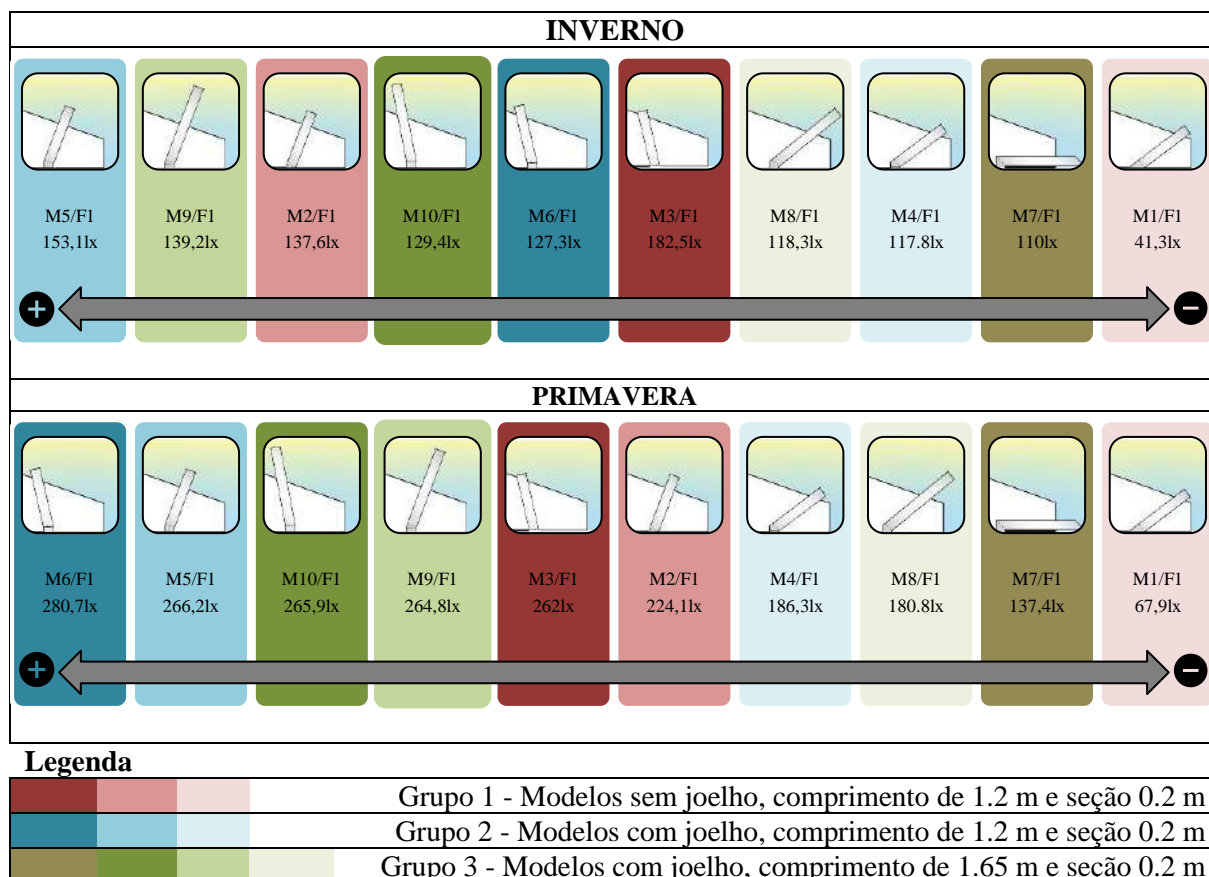 INVERNO
M5/F1 M9/F1 M2/F1 M10/F1 M6/F1 M3/F1 M8/F1 M4/F1 M7/F1 M1/F1
153,1lx 139,2lx 137,6lx 129,4lx 127,3lx 182,5lx 118,3lx 117.8lx 110lx 41,3lx
+ −
PRIMAVERA
M6/F1 M5/F1 M10/F1 M9/F1 M3/F1 M2/F1 M4/F1 M8/F1 M7/F1 M1/F1
280,7lx 266,2lx 265,9lx 264,8lx 262lx 224,1lx 186,3lx 180.8lx 137,4lx 67,9lx
+ −
Legenda
Grupo 1 - Modelos sem joelho, comprimento de 1.2 m e seção 0.2 m
Grupo 2 - Modelos com joelho, comprimento de 1.2 m e seção 0.2 m
Grupo 3 - Modelos com joelho, comprimento de 1.65 m e seção 0.2 m